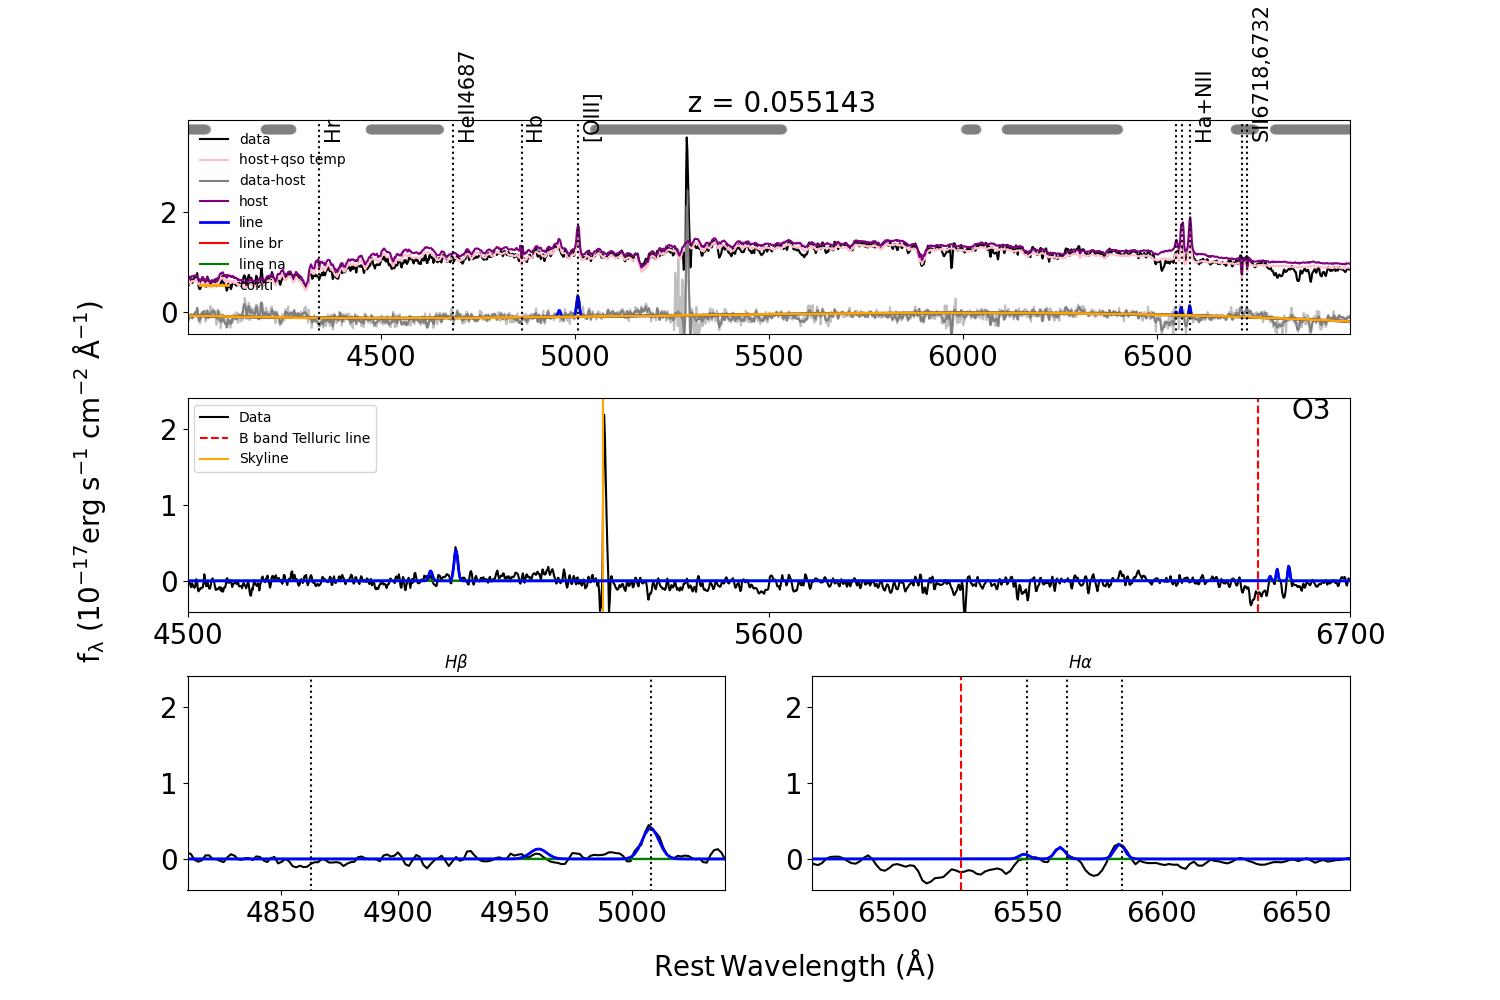 z = 0.055143
Hr
HeII4687
Hb
[OIII]
Ha+NII
SII6718,6732
data
host+qso temp
data-host
host
line
line br
line na
conti
2
0
4500 5000 5500 6000 6500
fλ (10⁻¹⁷erg s⁻¹ cm⁻² Å⁻¹)
O3
Data
B band Telluric line
Skyline
2
1
0
4500 5600 6700
Hβ
2
1
0
4850 4900 4950 5000
Hα
2
1
0
6500 6550 6600 6650
Rest Wavelength (Å)